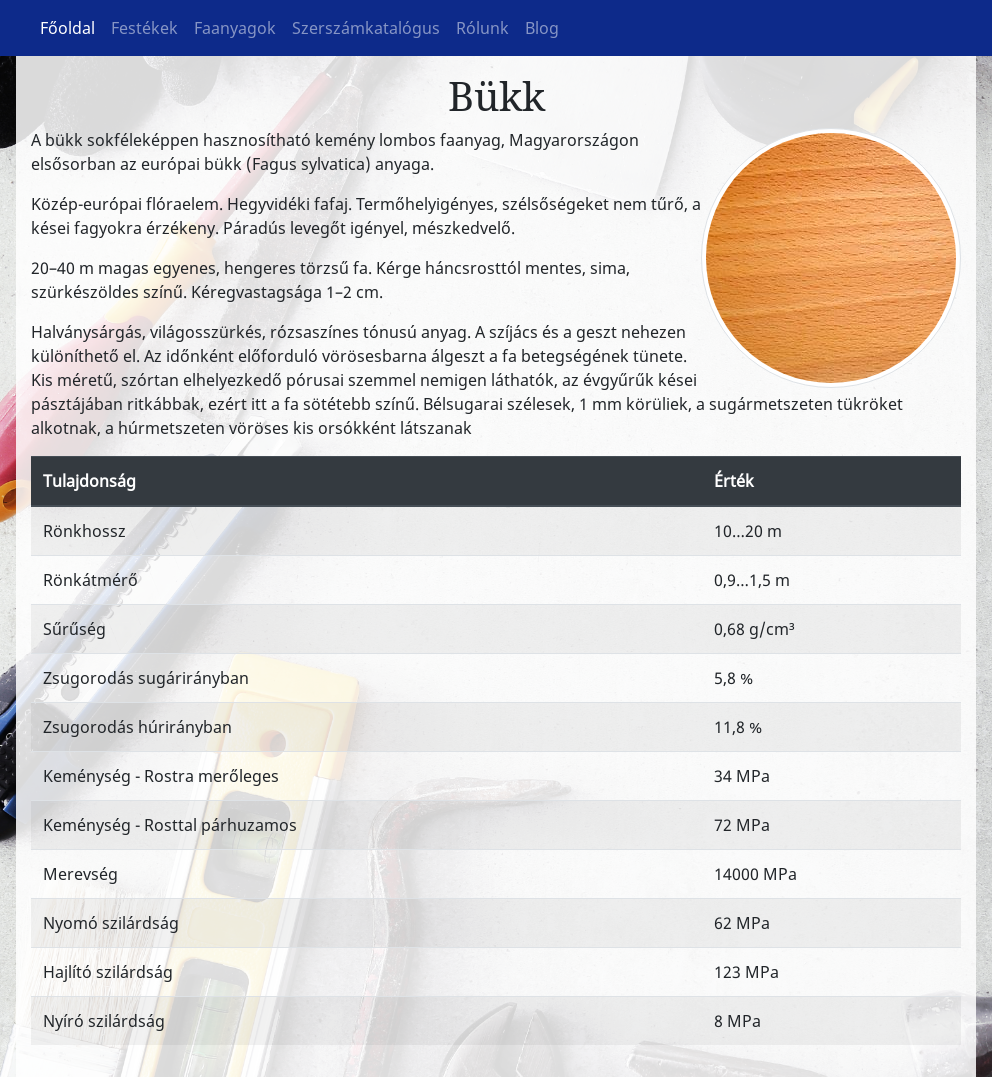 Főoldal Festékek Faanyagok Szerszámkatalógus Rólunk Blog
Bükk
A bükk sokféleképpen hasznosítható kemény lombos faanyag, Magyarországon
elsősorban az európai bükk (Fagus sylvatica) anyaga.
Közép-európai flóraelem. Hegyvidéki fafaj. Termőhelyigényes, szélsőségeket nem tűrő, a
kései fagyokra érzékeny. Páradús levegőt igényel, mészkedvelő.
20–40 m magas egyenes, hengeres törzsű fa. Kérge háncsrosttól mentes, sima,
szürkészöldes színű. Kéregvastagsága 1–2 cm.
Halványsárgás, világosszürkés, rózsaszínes tónusú anyag. A szíjács és a geszt nehezen
különíthető el. Az időnként előforduló vörösesbarna álgeszt a fa betegségének tünete.
Kis méretű, szórtan elhelyezkedő pórusai szemmel nemigen láthatók, az évgyűrűk kései
pásztájában ritkábbak, ezért itt a fa sötétebb színű. Bélsugarai szélesek, 1 mm körüliek, a sugármetszeten tükröket
alkotnak, a húrmetszeten vöröses kis orsókként látszanak
Tulajdonság Érték
Rönkhossz 10...20 m
Rönkátmérő 0,9...1,5 m
Sűrűség 0,68 g/cm³
Zsugorodás sugárirányban 5,8 %
Zsugorodás húrirányban 11,8 %
Keménység - Rostra merőleges 34 MPa
Keménység - Rosttal párhuzamos 72 MPa
Merevség 14000 MPa
Nyomó szilárdság 62 MPa
Hajlító szilárdság 123 MPa
Nyíró szilárdság 8 MPa